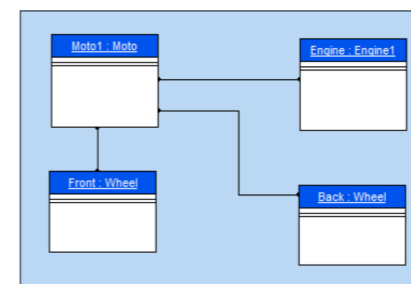 Moto1 : Moto
Engine : Engine1
Front : Wheel
Back : Wheel